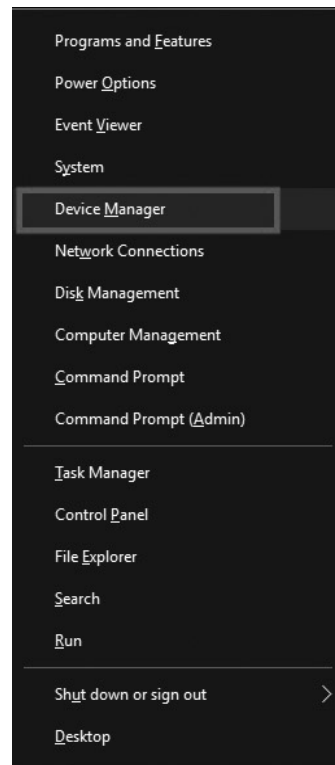 Programs and Features
Power Options
Event Viewer
System
Device Manager
Network Connections
Disk Management
Computer Management
Command Prompt
Command Prompt (Admin)
Task Manager
Control Panel
File Explorer
Search
Run
Shut down or sign out
Desktop